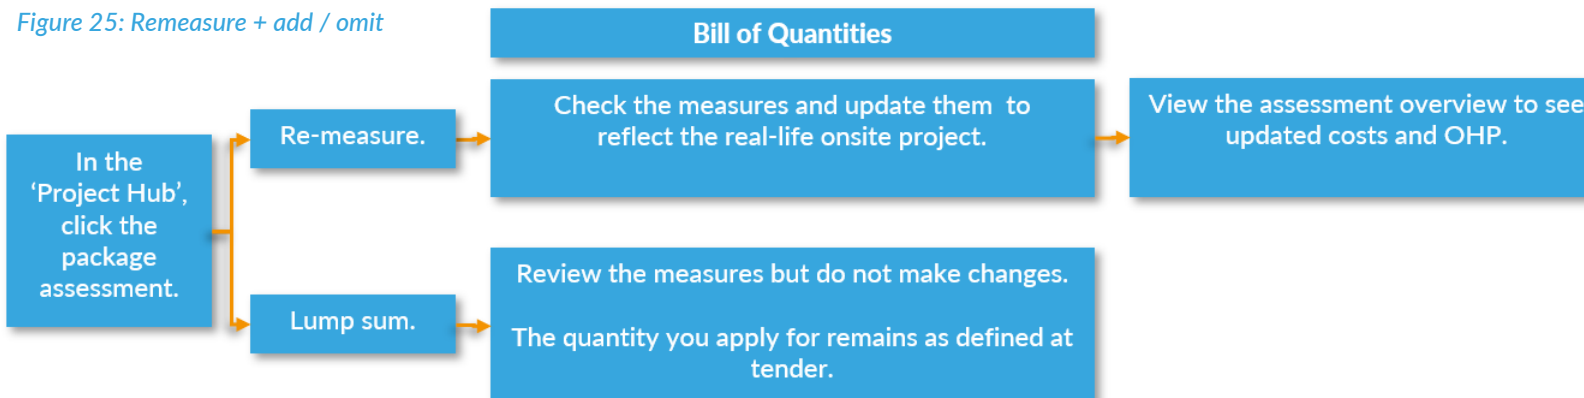 Figure 25: Remeasure + add / omit
Bill of Quantities
In the
‘Project Hub’,
click the
package
assessment.
Re-measure.
Check the measures and update them to
reflect the real-life onsite project.
View the assessment overview to see
updated costs and OHP.
Lump sum.
Review the measures but do not make changes.
The quantity you apply for remains as defined at
tender.